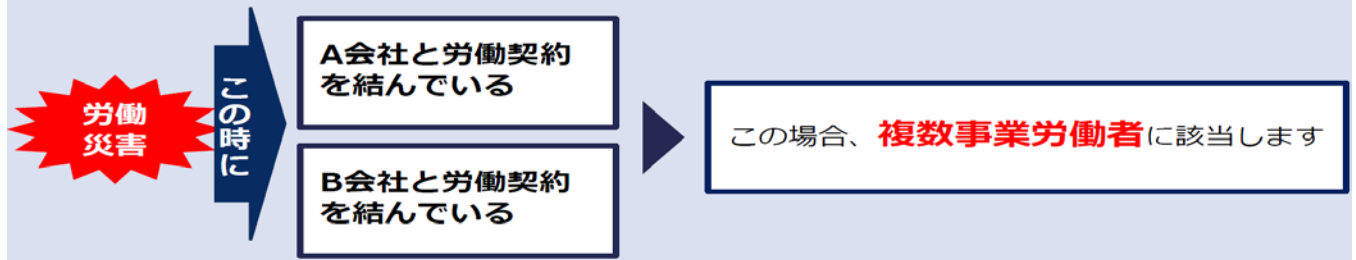 労働
災害
この時に
A会社と労働契約
を結んでいる
B会社と労働契約
を結んでいる
この場合、複数事業労働者に該当します